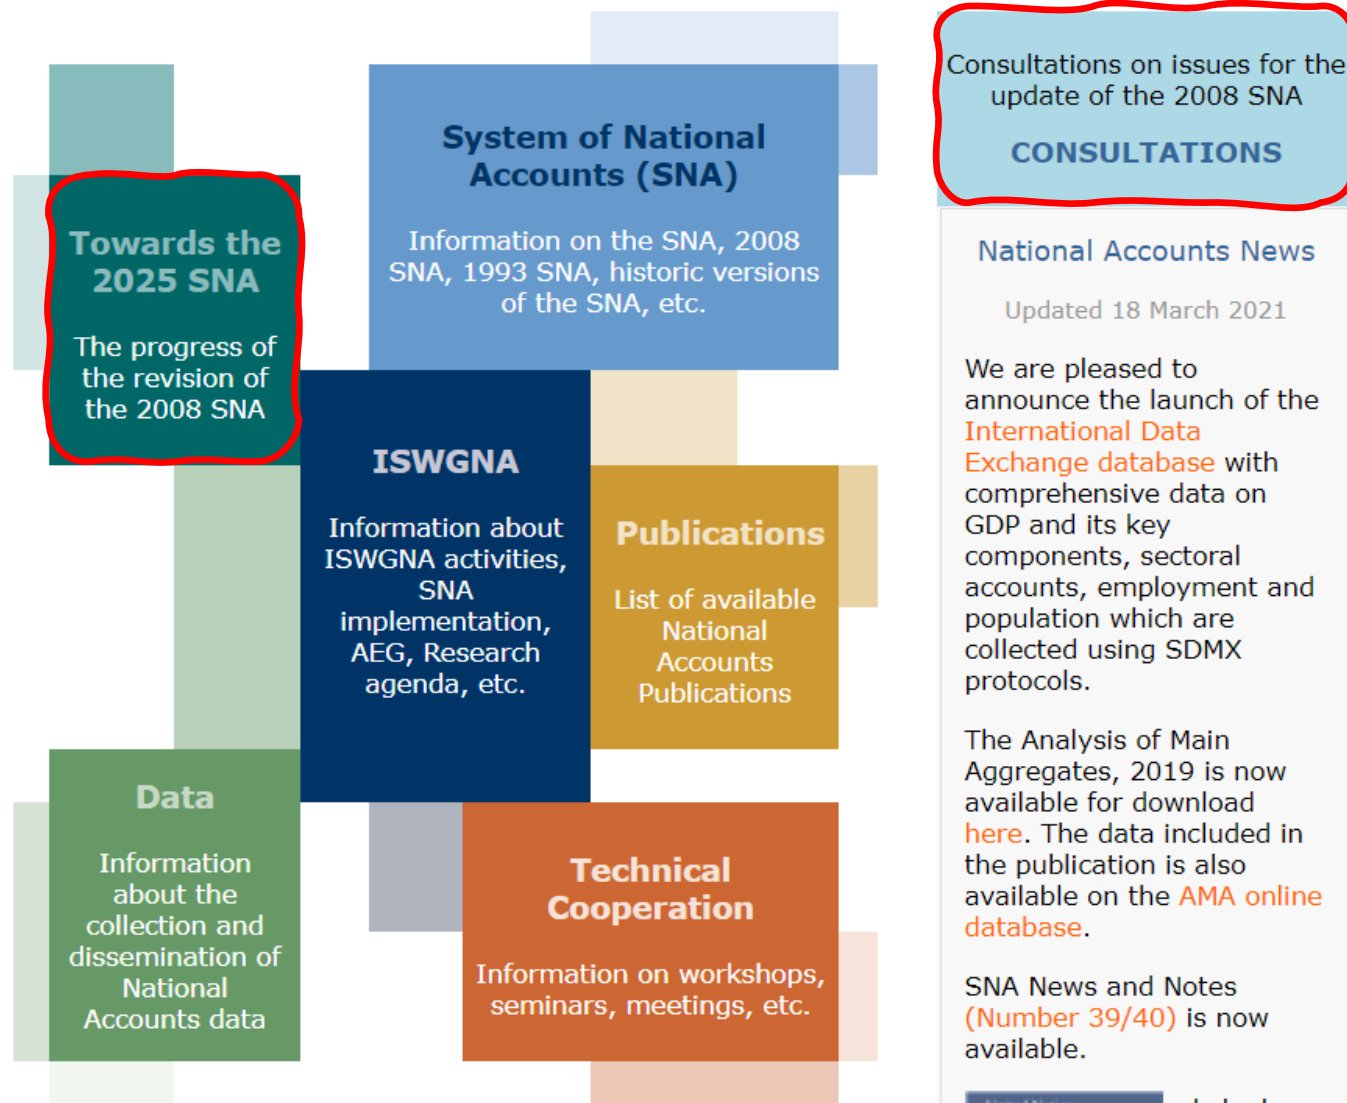 Towards the
2025 SNA
The progress of
the revision of
the 2008 SNA
System of National
Accounts (SNA)
Information on the SNA, 2008
SNA, 1993 SNA, historic versions
of the SNA, etc.
ISWGNA
Information about
ISWGNA activities,
SNA
implementation,
AEG, Research
agenda, etc.
Publications
List of available
National
Accounts
Publications
Data
Information
about the
collection and
dissemination of
National
Accounts data
Technical
Cooperation
Information on workshops,
seminars, meetings, etc.
Consultations on issues for the
update of the 2008 SNA
CONSULTATIONS
National Accounts News
Updated 18 March 2021
We are pleased to
announce the launch of the
International Data
Exchange database with
comprehensive data on
GDP and its key
components, sectoral
accounts, employment and
population which are
collected using SDMX
protocols.
The Analysis of Main
Aggregates, 2019 is now
available for download
here. The data included in
the publication is also
available on the AMA online
database.
SNA News and Notes
(Number 39/40) is now
available.